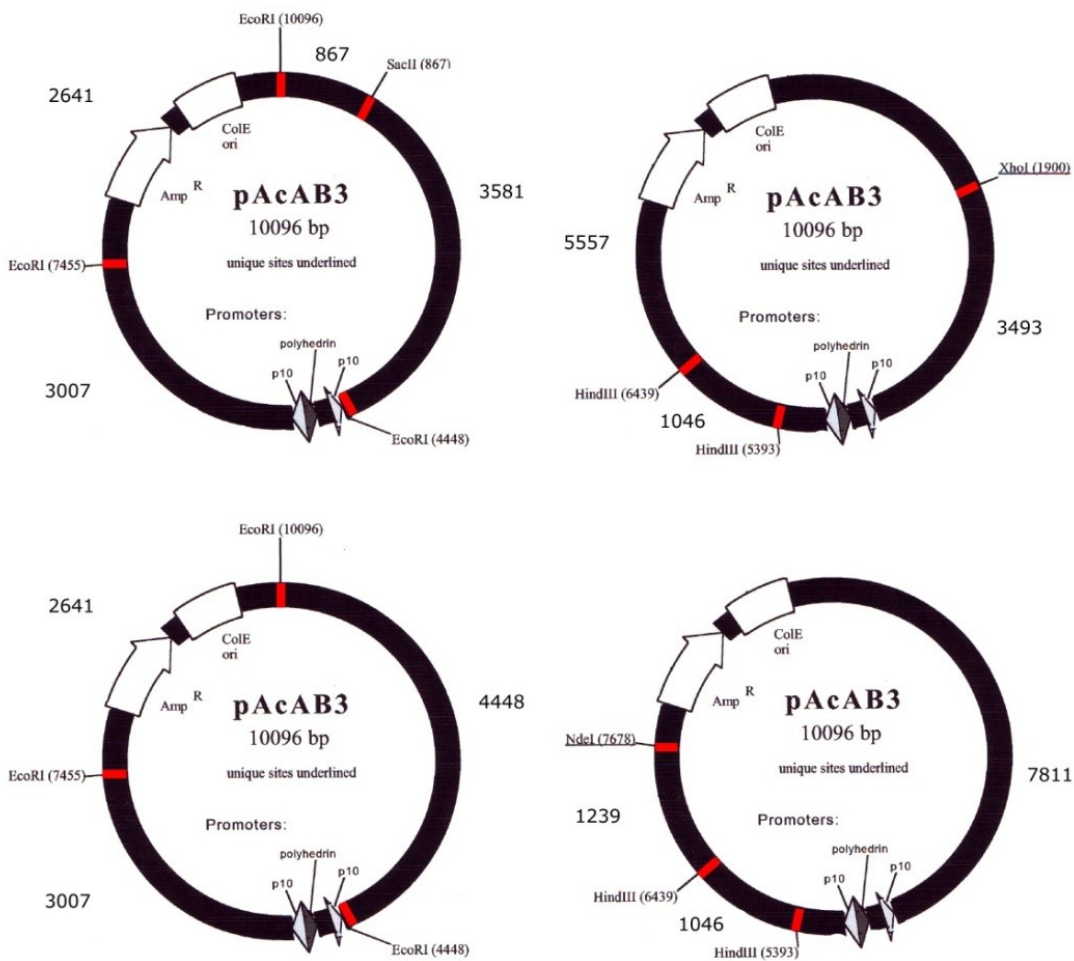 EcoRI (10096)
867
SacII (867)
2641
ColE
ori
Amp R
pAcAB3
10096 bp
unique sites underlined
3581
EcoRI (7455)
Promoters:
polyhedrin
p10
p10
3007
EcoRI (4448)
ColE
ori
XhoI (1900)
Amp R
pAcAB3
10096 bp
unique sites underlined
5557
Promoters:
polyhedrin
p10
p10
3493
HindIII (6439)
1046
HindIII (5393)
EcoRI (10096)
2641
ColE
ori
Amp R
pAcAB3
10096 bp
unique sites underlined
4448
EcoRI (7455)
Promoters:
polyhedrin
p10
p10
3007
EcoRI (4448)
ColE
ori
Amp R
pAcAB3
10096 bp
unique sites underlined
NdeI (7678)
7811
1239
Promoters:
polyhedrin
p10
p10
HindIII (6439)
1046
HindIII (5393)